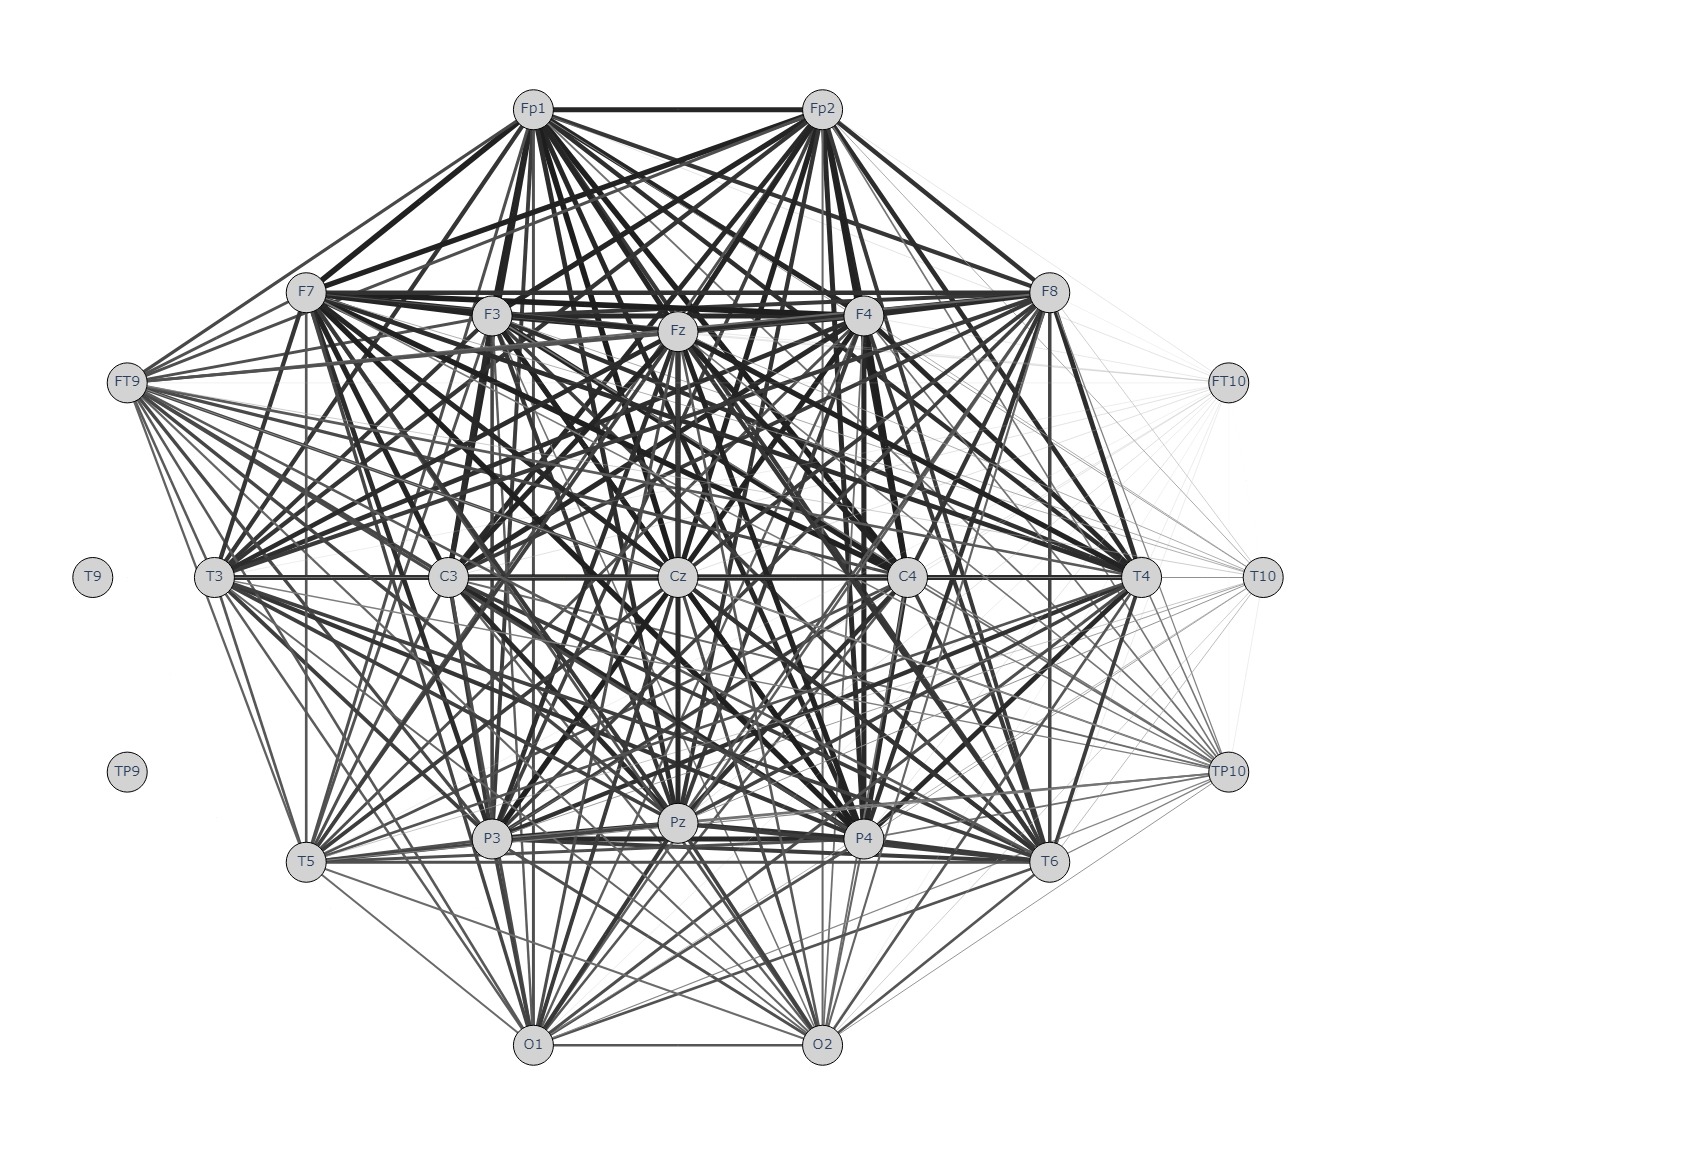 Fp1 Fp2
F7 F3 Fz F4 F8
FT9 FT10
T9 T3 C3 Cz C4 T4 T10
TP9 TP10
T5 P3 Pz P4 T6
O1 O2